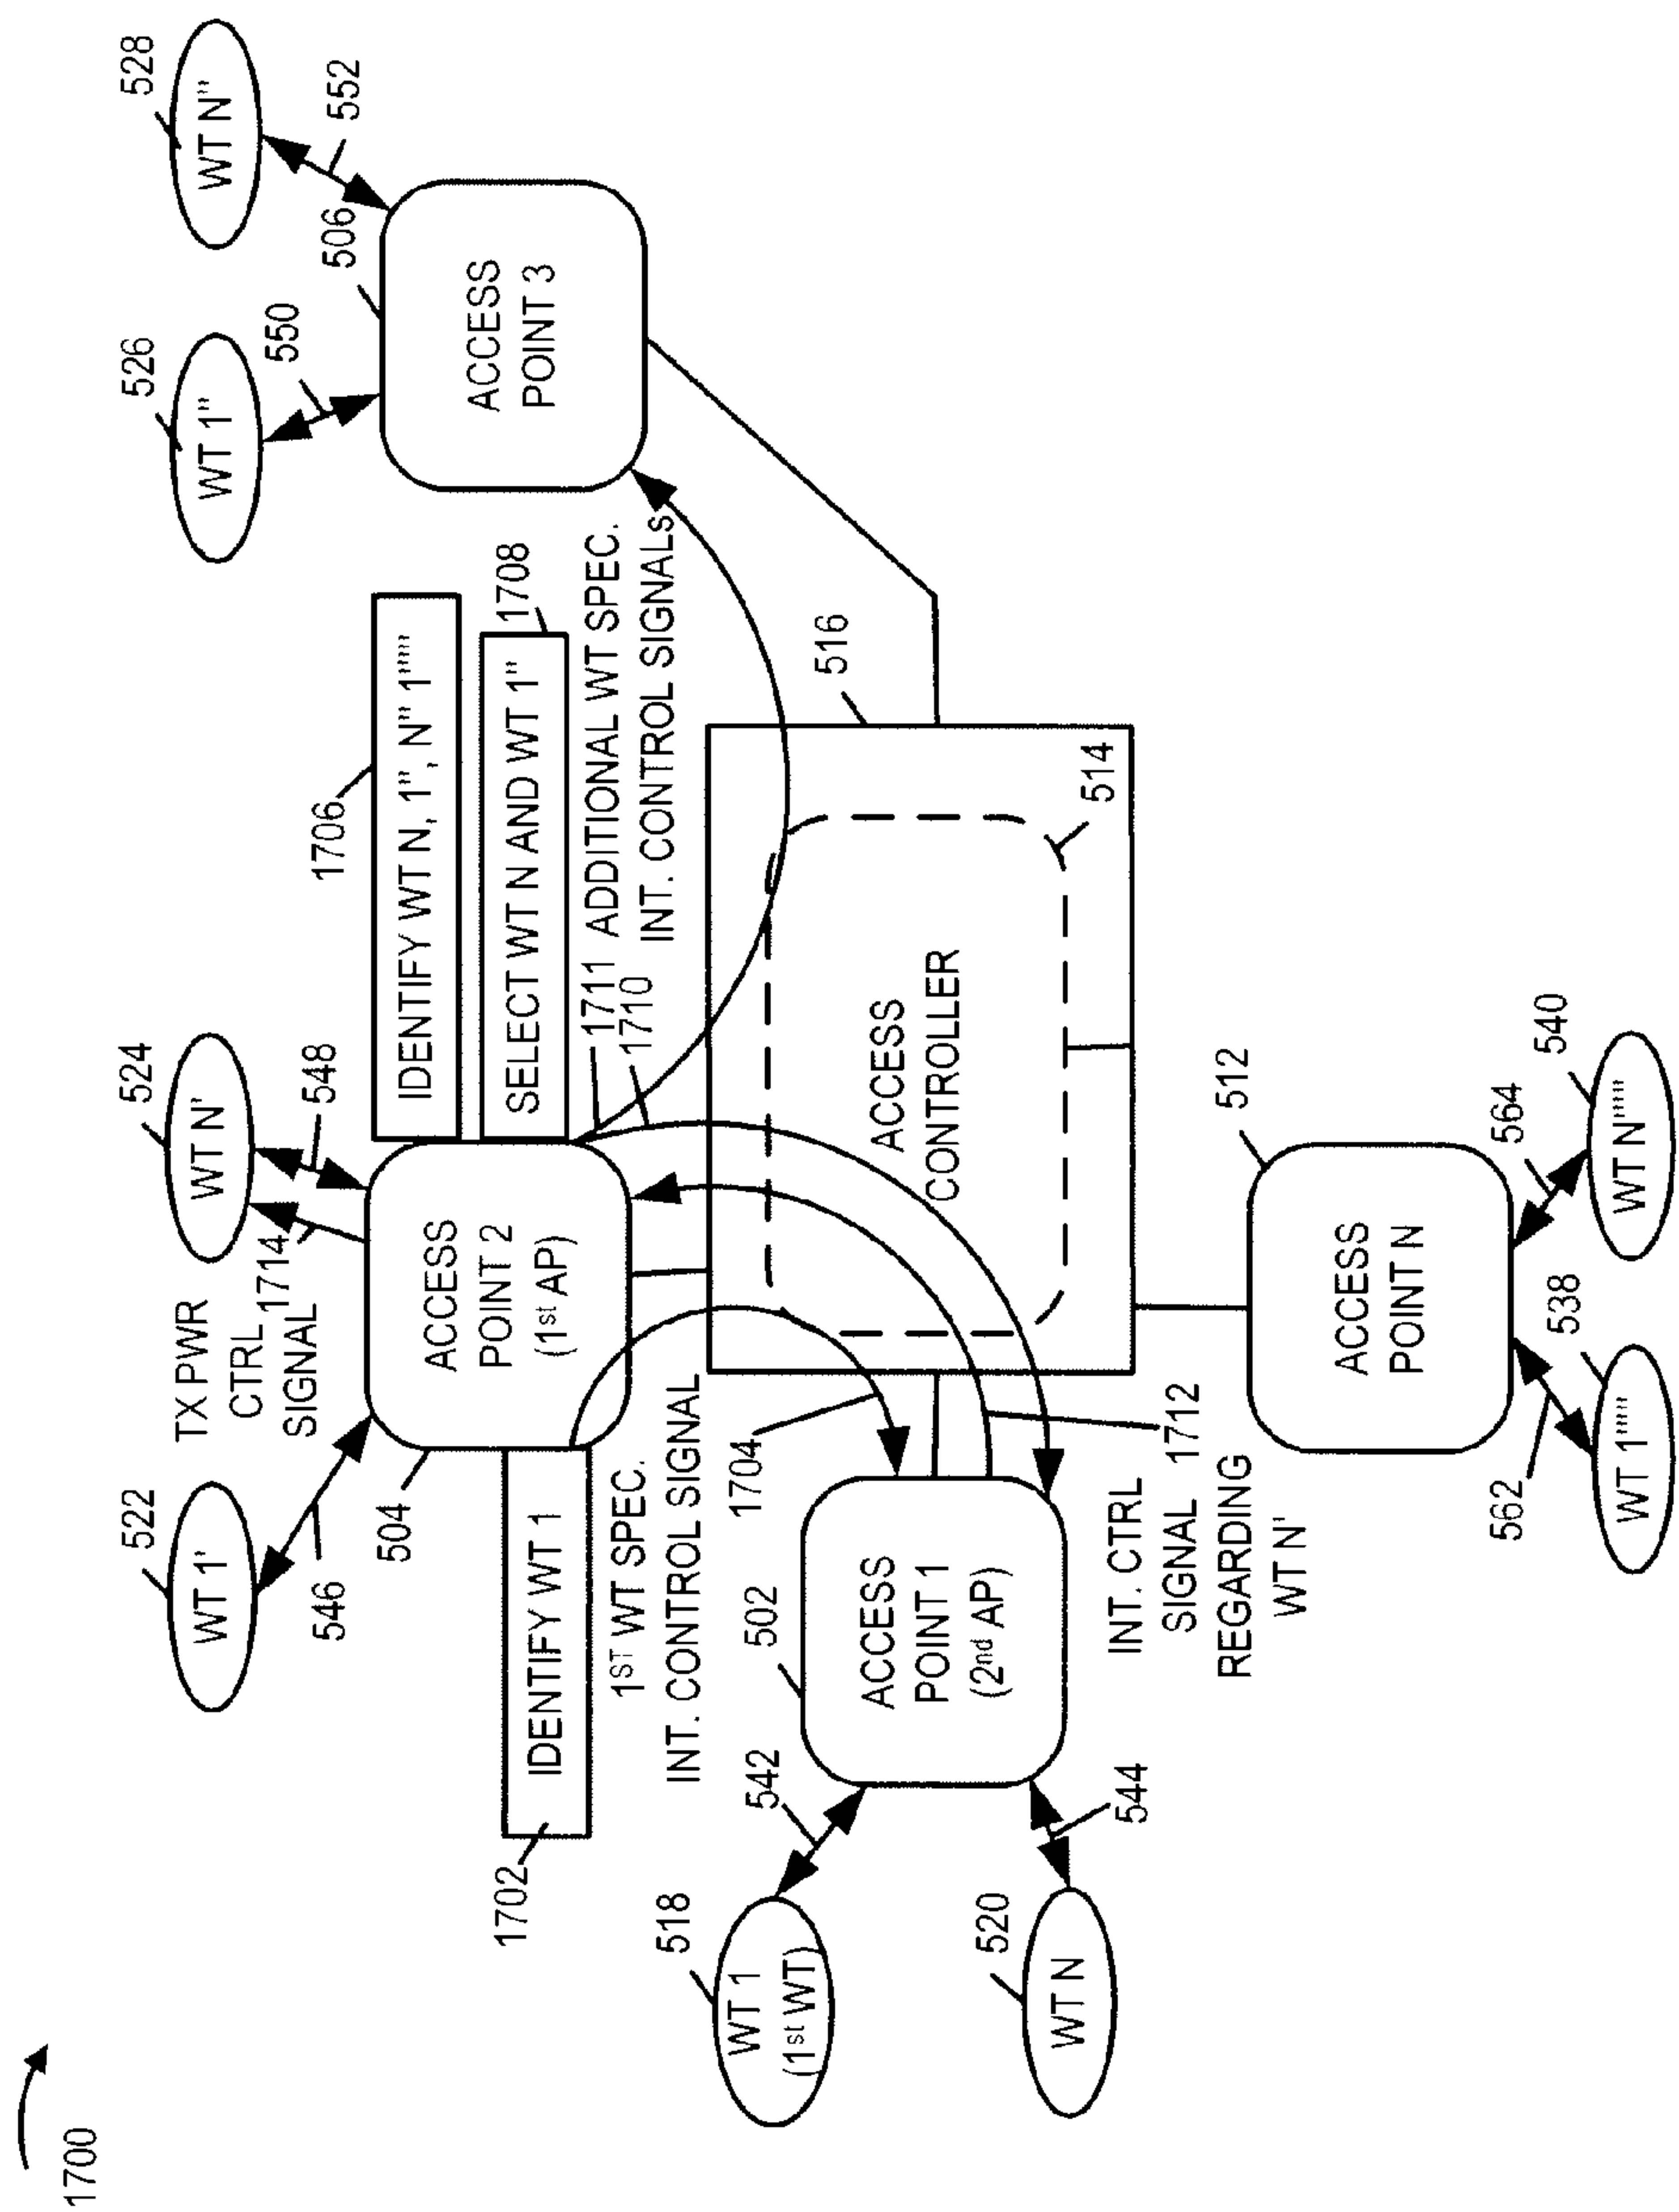 1700
528
WT N"
552
526
WT 1"
550
506
ACCESS
POINT 3
1706
IDENTIFY WT N, 1", N" 1"""
SELECT WT N AND WT 1"
1708
1711 ADDITIONAL WT SPEC.
INT. CONTROL SIGNALs
1710
516
514
ACCESS
CONTROLLER
524
WT N'
548
TX PWR
CTRL
SIGNAL
1714
522
WT 1'
546
504
ACCESS
POINT 2
(1st AP)
IDENTIFY WT 1
1702
1ST WT SPEC.
INT. CONTROL SIGNAL
1704
502
ACCESS
POINT 1
(2nd AP)
518
WT 1
(1st WT)
542
520
WT N
544
INT. CTRL
SIGNAL 1712
REGARDING
WT N'
512
ACCESS
POINT N
538
WT 1"""
562
540
WT N"""
564